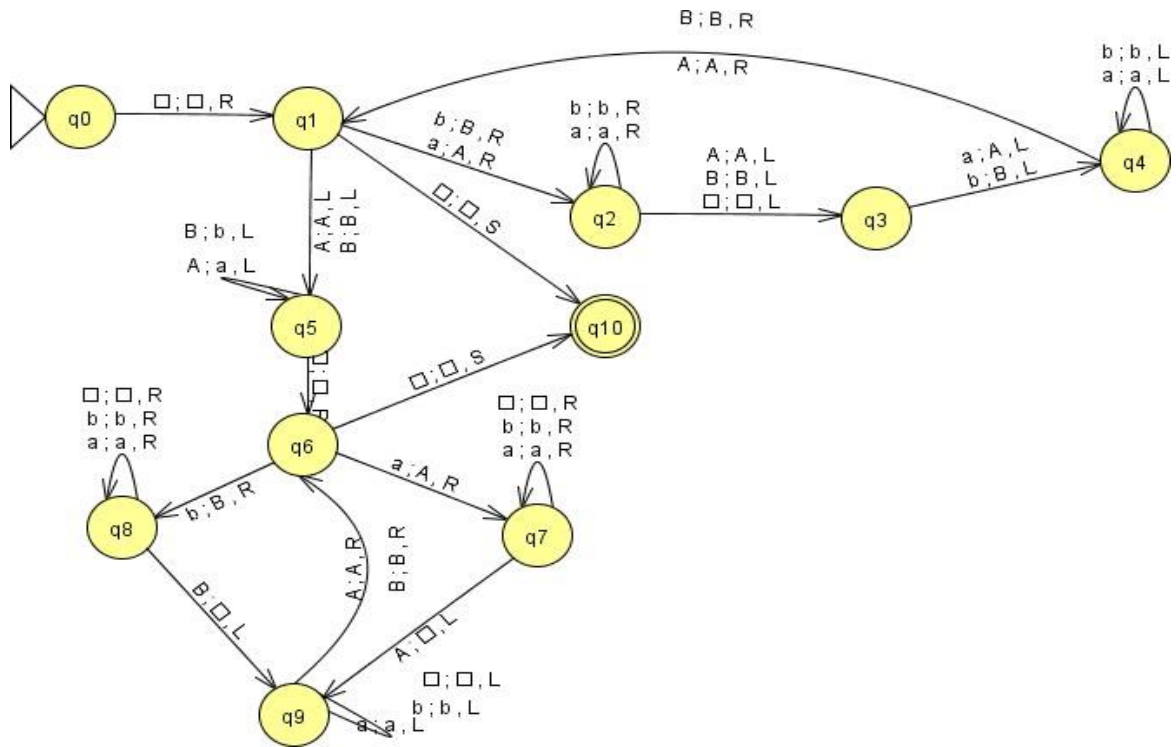 B ; B , R
A ; A , R
b ; b , L
a ; a , L
q0
□ ; □ , R
q1
b ; B , R
a ; A , R
b ; b , R
a ; a , R
q2
A ; A , L
B ; B , L
□ ; □ , L
q3
a ; A , L
b ; B , L
q4
A ; A , L
B ; B , L
□ ; □ , S
B ; b , L
A ; a , L
q5
q10
□ ; □ , R
□ ; □ , S
q6
□ ; □ , R
b ; b , R
a ; a , R
□ ; □ , R
b ; b , R
a ; a , R
b ; B , R
a ; A , R
q8
q7
A ; A , R
B ; B , R
B ; □ , L
A ; □ , L
q9
□ ; □ , L
b ; b , L
a ; a , L